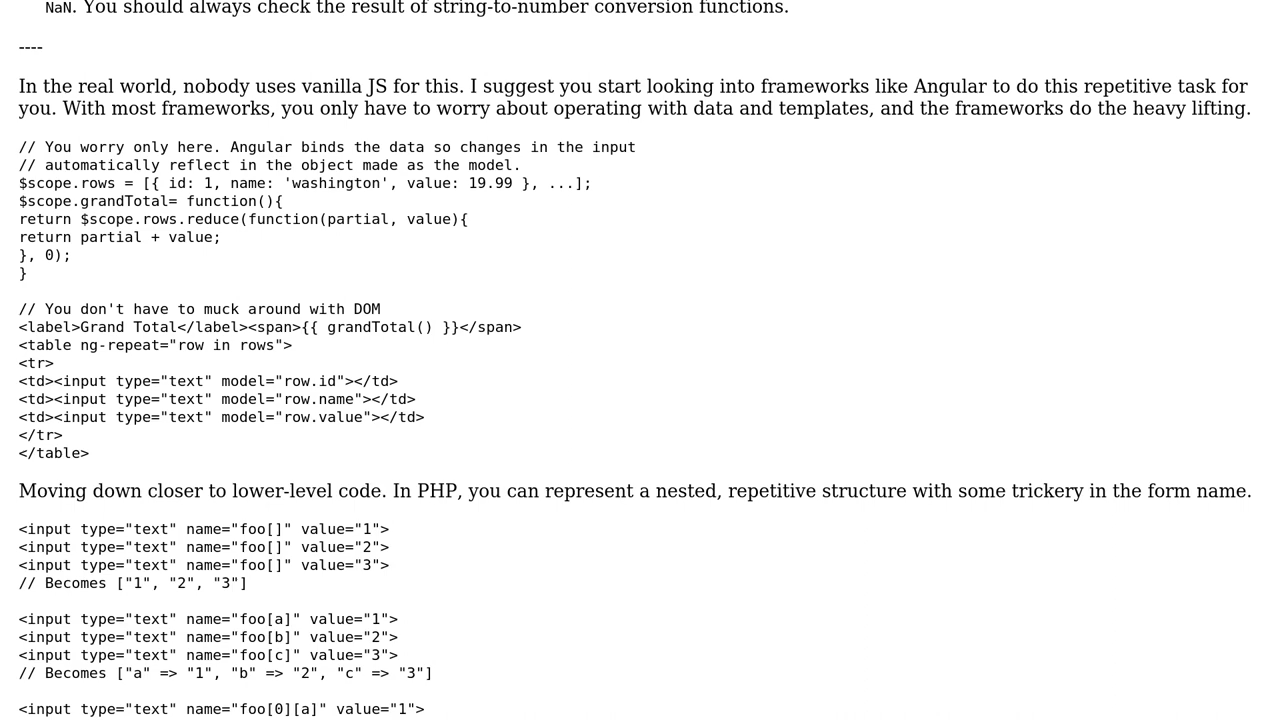 NaN. You should always check the result of string-to-number conversion functions.
----
In the real world, nobody uses vanilla JS for this. I suggest you start looking into frameworks like Angular to do this repetitive task for
you. With most frameworks, you only have to worry about operating with data and templates, and the frameworks do the heavy lifting.
// You worry only here. Angular binds the data so changes in the input
// automatically reflect in the object made as the model.
$scope.rows = [{ id: 1, name: 'washington', value: 19.99 }, ...];
$scope.grandTotal= function(){
return $scope.rows.reduce(function(partial, value){
return partial + value;
}, 0);
}
// You don't have to muck around with DOM
<label>Grand Total</label><span>{{ grandTotal() }}</span>
<table ng-repeat="row in rows">
<tr>
<td><input type="text" model="row.id"></td>
<td><input type="text" model="row.name"></td>
<td><input type="text" model="row.value"></td>
</tr>
</table>
Moving down closer to lower-level code. In PHP, you can represent a nested, repetitive structure with some trickery in the form name.
<input type="text" name="foo[]" value="1">
<input type="text" name="foo[]" value="2">
<input type="text" name="foo[]" value="3">
// Becomes ["1", "2", "3"]
<input type="text" name="foo[a]" value="1">
<input type="text" name="foo[b]" value="2">
<input type="text" name="foo[c]" value="3">
// Becomes ["a" => "1", "b" => "2", "c" => "3"]
<input type="text" name="foo[0][a]" value="1">